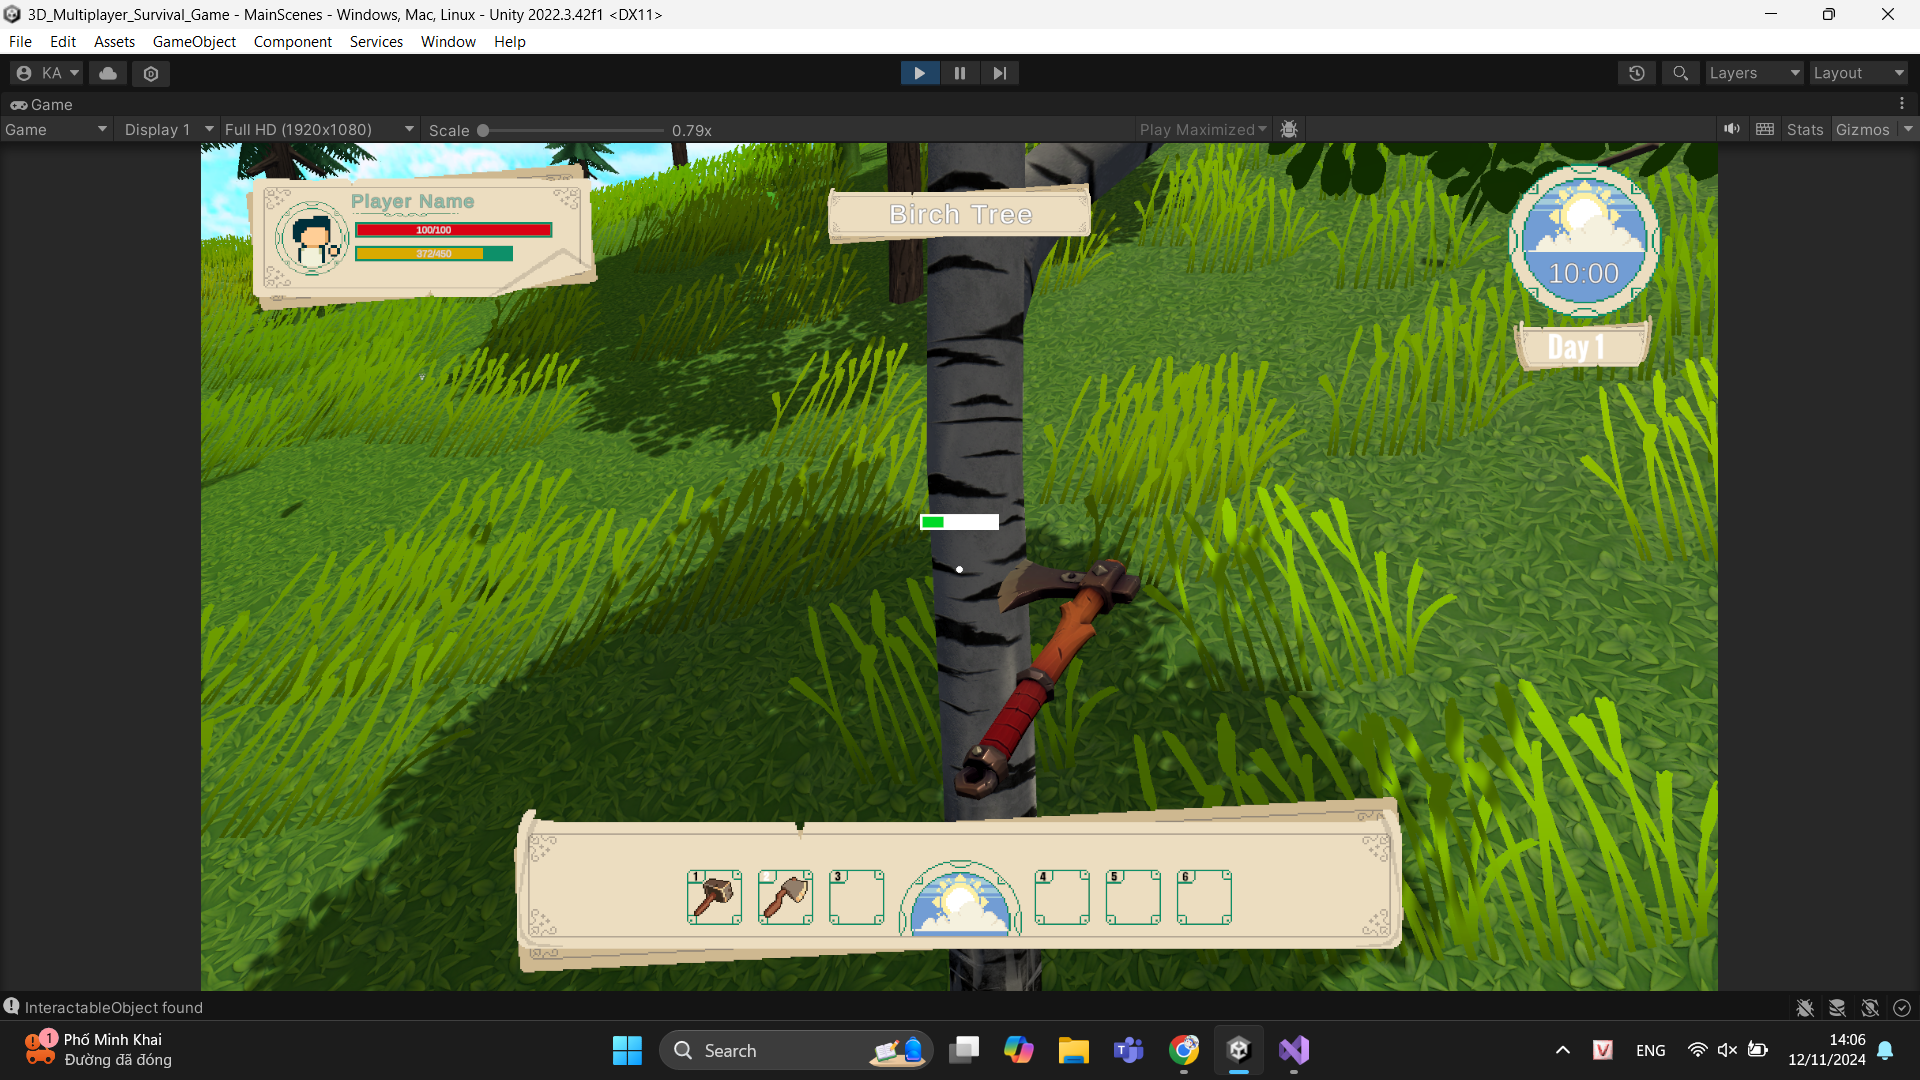 3D_Multiplayer_Survival_Game - MainScenes - Windows, Mac, Linux - Unity 2022.3.42f1 <DX11>
File Edit Assets GameObject Component Services Window Help
KA
Layers Layout
Game
Game Display 1 Full HD (1920x1080) Scale 0.79x Play Maximized Stats Gizmos
Player Name
100/100
372/450
Birch Tree
10:00
Day 1
1 2 3 4 5 6
InteractableObject found
1 Phố Minh Khai
Đường đã đóng
Search
ENG
14:06
12/11/2024